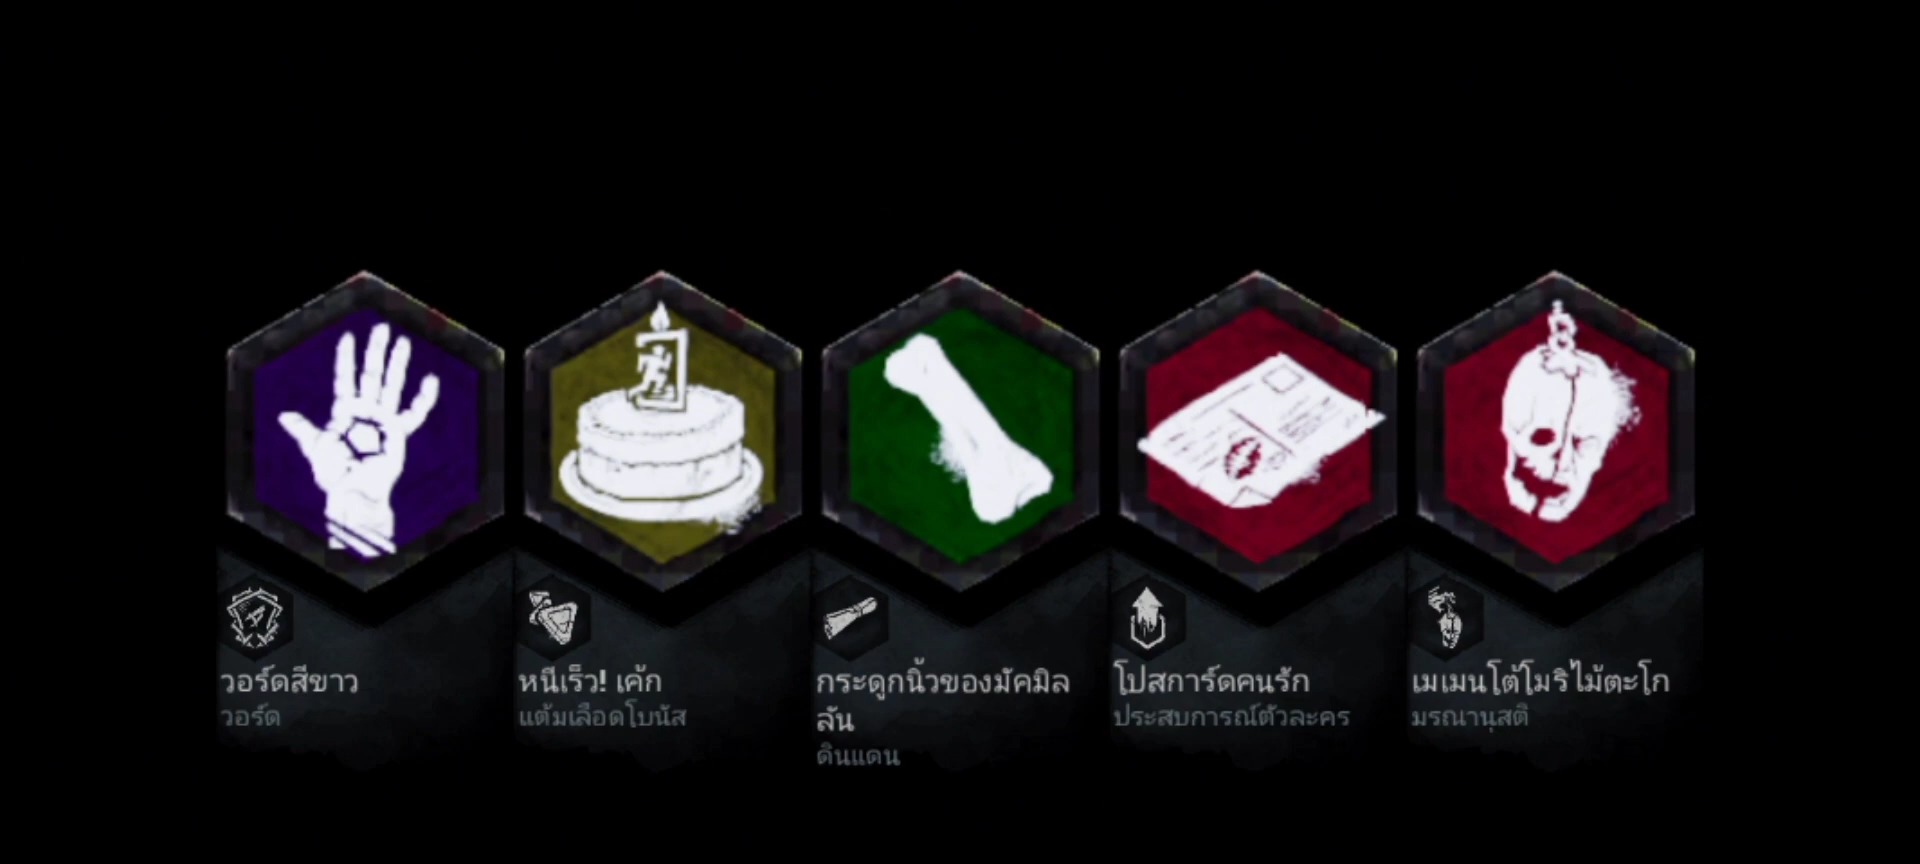 วอร์ดสีขาว
วอร์ด
หนีเร็ว! เค้ก
แต้มเลือดโบนัส
กระดูกนิ้วของมัคมิล
ลัน
ดินแดน
โปสการ์ดคนรัก
ประสบการณ์ตัวละคร
เมเมนโต้โมริไม้ตะโก
มรณานุสติ